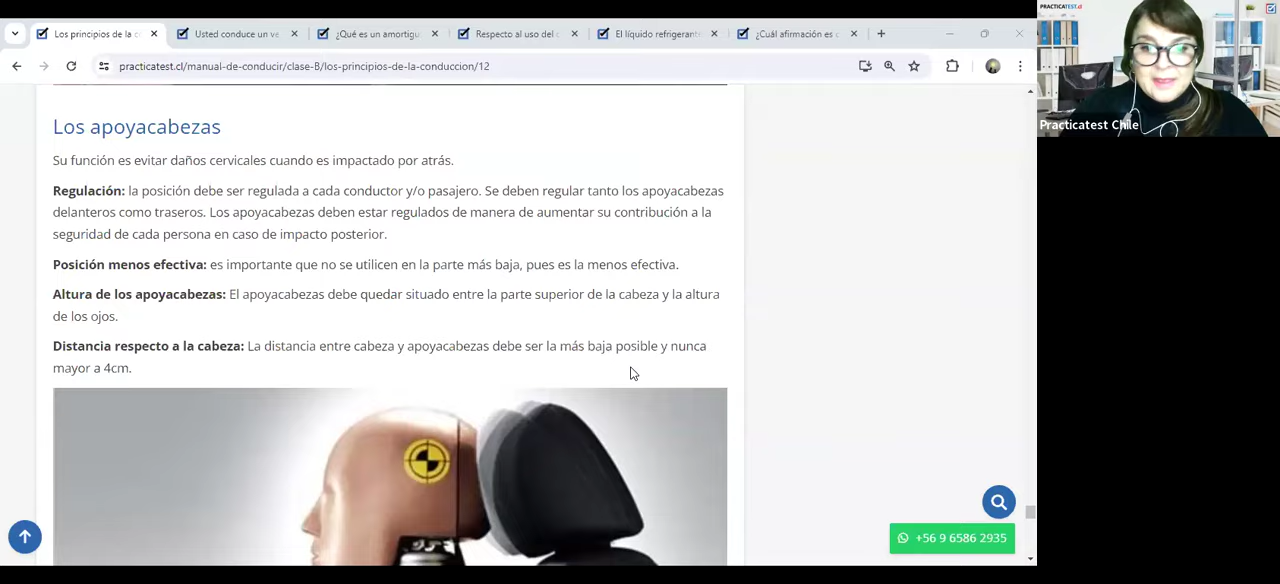 Los principios de la c
Usted conduce un ve
¿Qué es un amortigu
Respecto al uso del c
El líquido refrigerant
¿Cuál afirmación es c
practicatest.cl/manual-de-conducir/clase-B/los-principios-de-la-conduccion/12
PRACTICATEST.cl
Practicatest Chile
Los apoyacabezas
Su función es evitar daños cervicales cuando es impactado por atrás.
Regulación: la posición debe ser regulada a cada conductor y/o pasajero. Se deben regular tanto los apoyacabezas
delanteros como traseros. Los apoyacabezas deben estar regulados de manera de aumentar su contribución a la
seguridad de cada persona en caso de impacto posterior.
Posición menos efectiva: es importante que no se utilicen en la parte más baja, pues es la menos efectiva.
Altura de los apoyacabezas: El apoyacabezas debe quedar situado entre la parte superior de la cabeza y la altura
de los ojos.
Distancia respecto a la cabeza: La distancia entre cabeza y apoyacabezas debe ser la más baja posible y nunca
mayor a 4cm.
+56 9 6586 2935